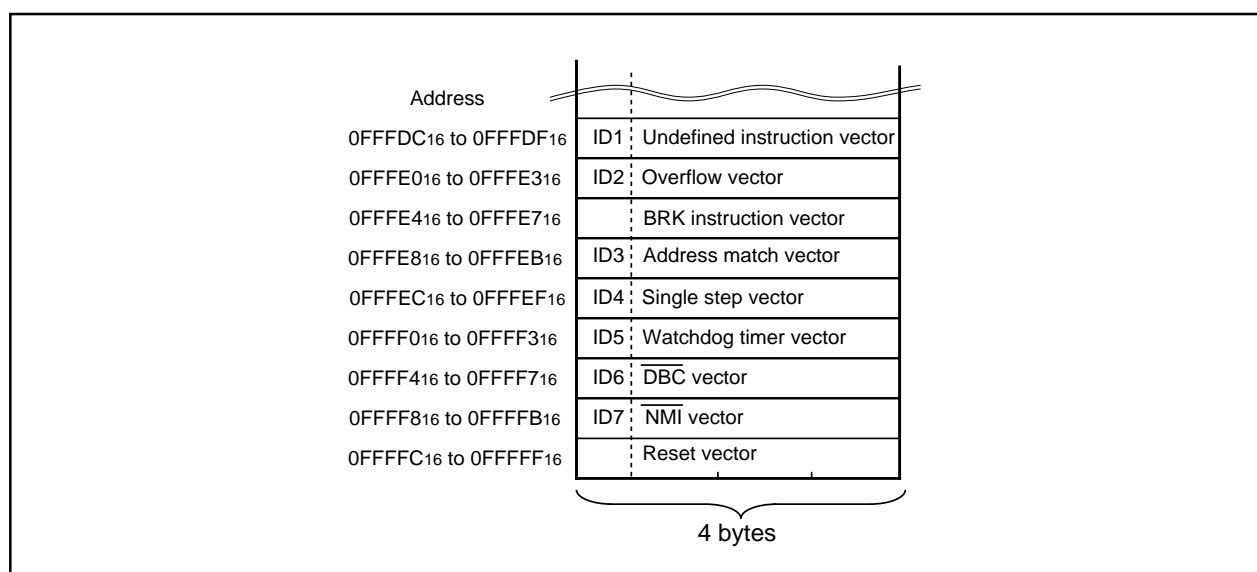 Address
0FFFDC16 to 0FFFDF16 ID1 Undefined instruction vector
0FFFE016 to 0FFFE316 ID2 Overflow vector
0FFFE416 to 0FFFE716 BRK instruction vector
0FFFE816 to 0FFFEB16 ID3 Address match vector
0FFFEC16 to 0FFFEF16 ID4 Single step vector
0FFFF016 to 0FFFF316 ID5 Watchdog timer vector
0FFFF416 to 0FFFF716 ID6 D̅B̅C̅ vector
0FFFF816 to 0FFFFB16 ID7 N̅M̅I̅ vector
0FFFFC16 to 0FFFFF16 Reset vector
4 bytes